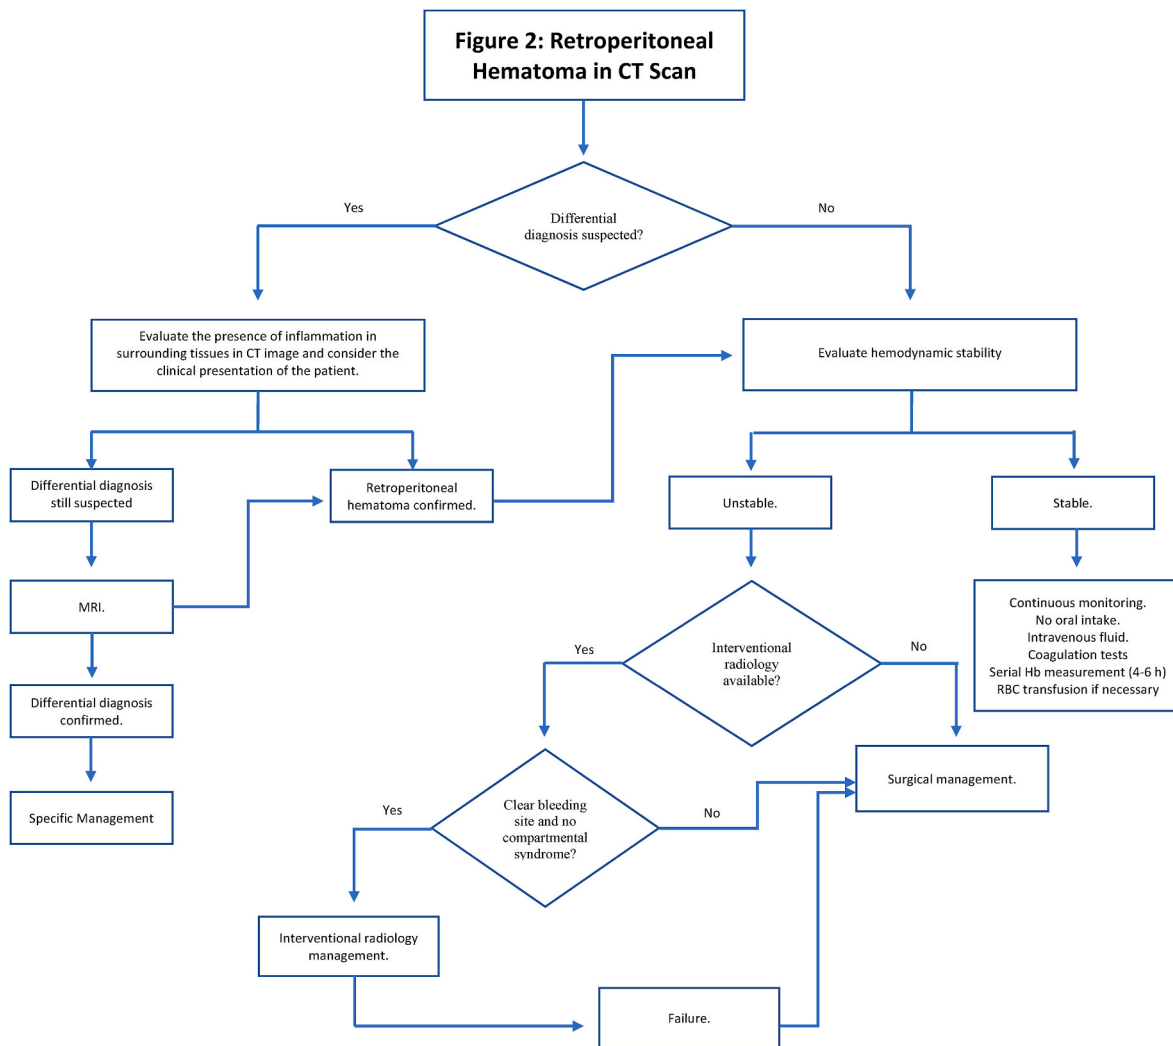 Figure 2: Retroperitoneal
Hematoma in CT Scan
Differential
diagnosis suspected?
Yes
No
Evaluate the presence of inflammation in
surrounding tissues in CT image and consider the
clinical presentation of the patient.
Evaluate hemodynamic stability
Differential diagnosis
still suspected
Retroperitoneal
hematoma confirmed.
Unstable.
Stable.
MRI.
Continuous monitoring.
No oral intake.
Intravenous fluid.
Coagulation tests
Serial Hb measurement (4-6 h)
RBC transfusion if necessary
Yes
Interventional
radiology
available?
No
Differential diagnosis
confirmed.
Surgical management.
Specific Management
Yes
Clear bleeding
site and no
compartmental
syndrome?
No
Interventional radiology
management.
Failure.